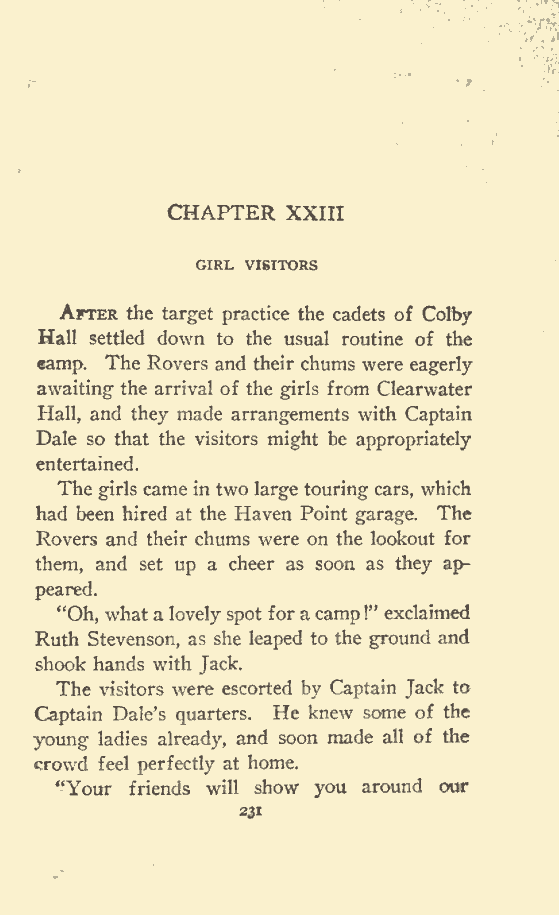 CHAPTER XXIII
GIRL VISITORS
AFTER the target practice the cadets of Colby
Hall settled down to the usual routine of the
camp. The Rovers and their chums were eagerly
awaiting the arrival of the girls from Clearwater
Hall, and they made arrangements with Captain
Dale so that the visitors might be appropriately
entertained.
The girls came in two large touring cars, which
had been hired at the Haven Point garage. The
Rovers and their chums were on the lookout for
them, and set up a cheer as soon as they ap-
peared.
"Oh, what a lovely spot for a camp!" exclaimed
Ruth Stevenson, as she leaped to the ground and
shook hands with Jack.
The visitors were escorted by Captain Jack to
Captain Dale's quarters. He knew some of the
young ladies already, and soon made all of the
crowd feel perfectly at home.
"Your friends will show you around our
231